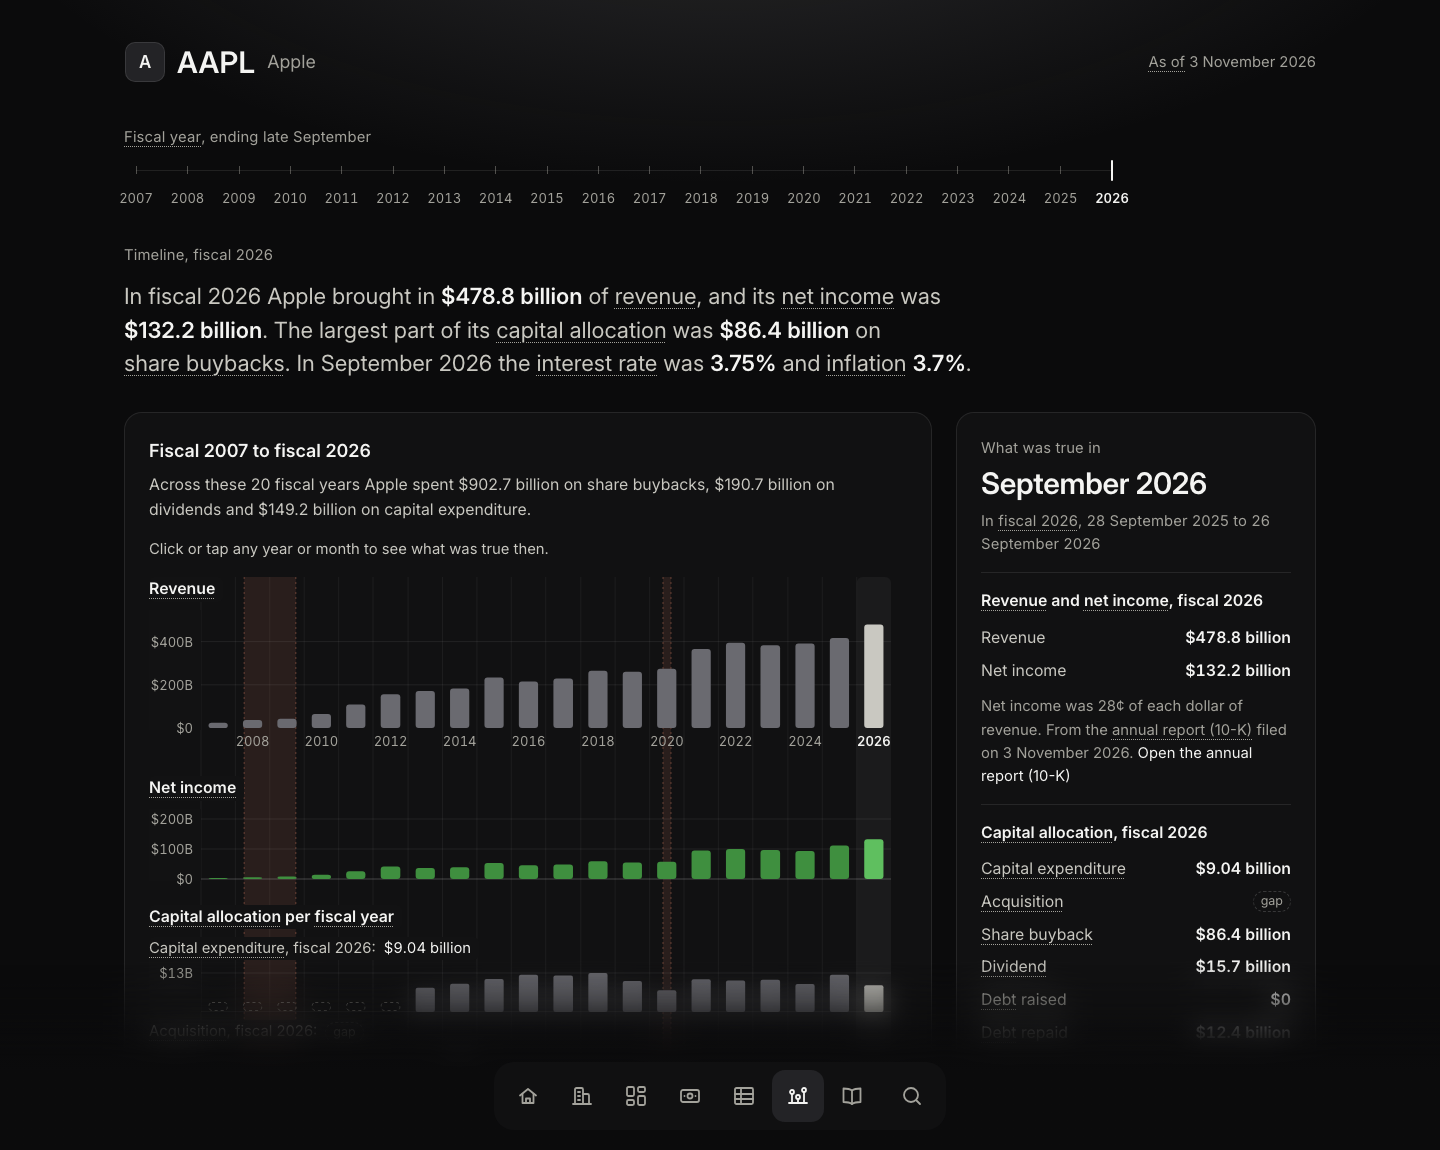 A AAPL Apple
As of 3 November 2026
Fiscal year, ending late September
2007 2008 2009 2010 2011 2012 2013 2014 2015 2016 2017 2018 2019 2020 2021 2022 2023 2024 2025 2026
Timeline, fiscal 2026
In fiscal 2026 Apple brought in $478.8 billion of revenue, and its net income was
$132.2 billion. The largest part of its capital allocation was $86.4 billion on
share buybacks. In September 2026 the interest rate was 3.75% and inflation 3.7%.
Fiscal 2007 to fiscal 2026
Across these 20 fiscal years Apple spent $902.7 billion on share buybacks, $190.7 billion on
dividends and $149.2 billion on capital expenditure.
Click or tap any year or month to see what was true then.
Revenue
$400B
$200B
$0
2008 2010 2012 2014 2016 2018 2020 2022 2024 2026
Net income
$200B
$100B
$0
Capital allocation per fiscal year
Capital expenditure, fiscal 2026: $9.04 billion
$13B
Acquisition, fiscal 2026: gap
What was true in
September 2026
In fiscal 2026, 28 September 2025 to 26
September 2026
Revenue and net income, fiscal 2026
Revenue $478.8 billion
Net income $132.2 billion
Net income was 28¢ of each dollar of
revenue. From the annual report (10-K) filed
on 3 November 2026. Open the annual
report (10-K)
Capital allocation, fiscal 2026
Capital expenditure $9.04 billion
Acquisition gap
Share buyback $86.4 billion
Dividend $15.7 billion
Debt raised $0
Debt repaid $12.4 billion